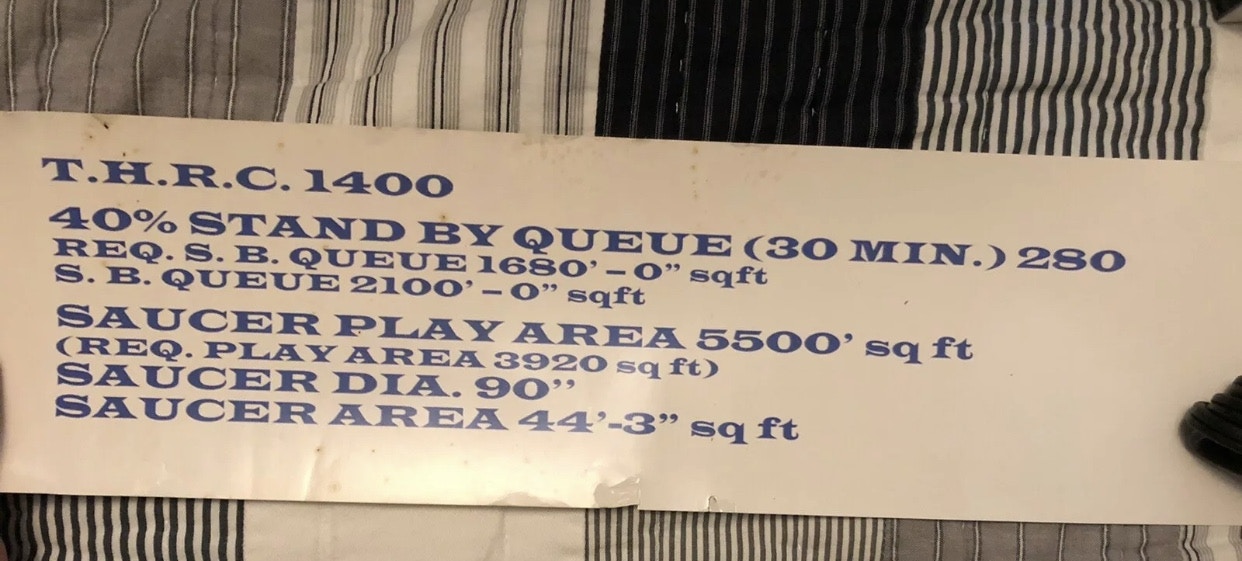 T.H.R.C. 1400
40% STAND BY QUEUE (30 MIN.) 280
REQ. S. B. QUEUE 1680' - 0" sqft
S. B. QUEUE 2100' - 0" sqft
SAUCER PLAY AREA 5500' sq ft
(REQ. PLAY AREA 3920 sq ft)
SAUCER DIA. 90"
SAUCER AREA 44'-3" sq ft